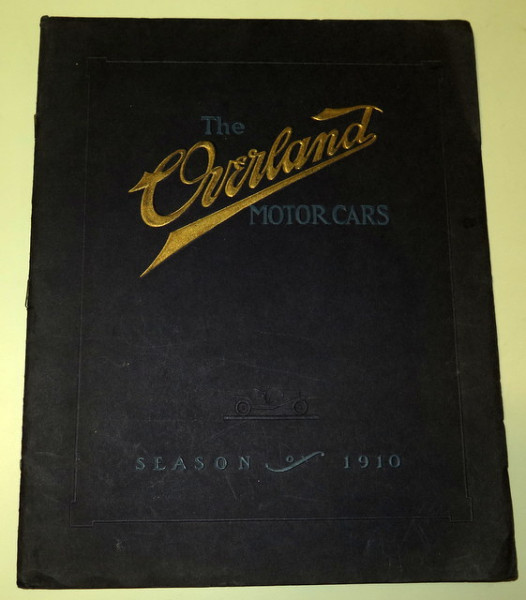 The
Overland
MOTOR CARS
SEASON OF 1910